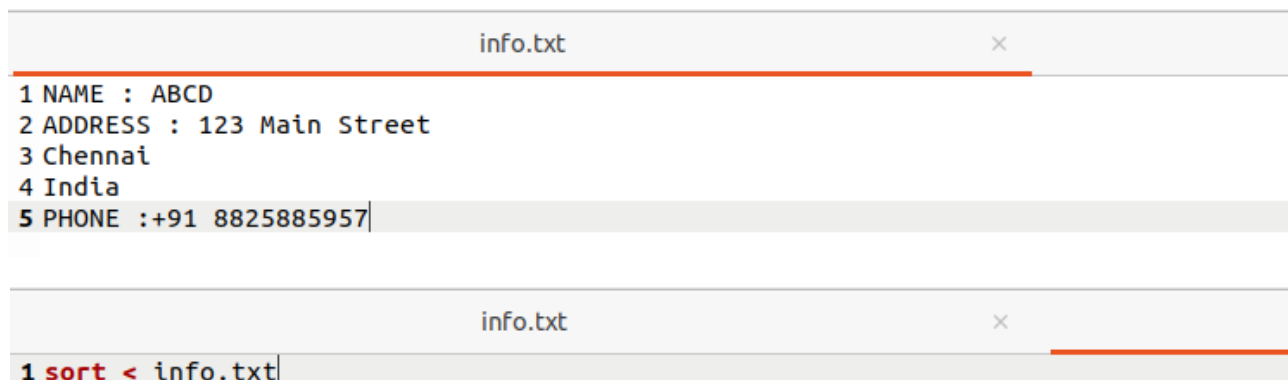 info.txt ×
1 NAME : ABCD
2 ADDRESS : 123 Main Street
3 Chennai
4 India
5 PHONE :+91 8825885957
info.txt ×
1 sort < info.txt